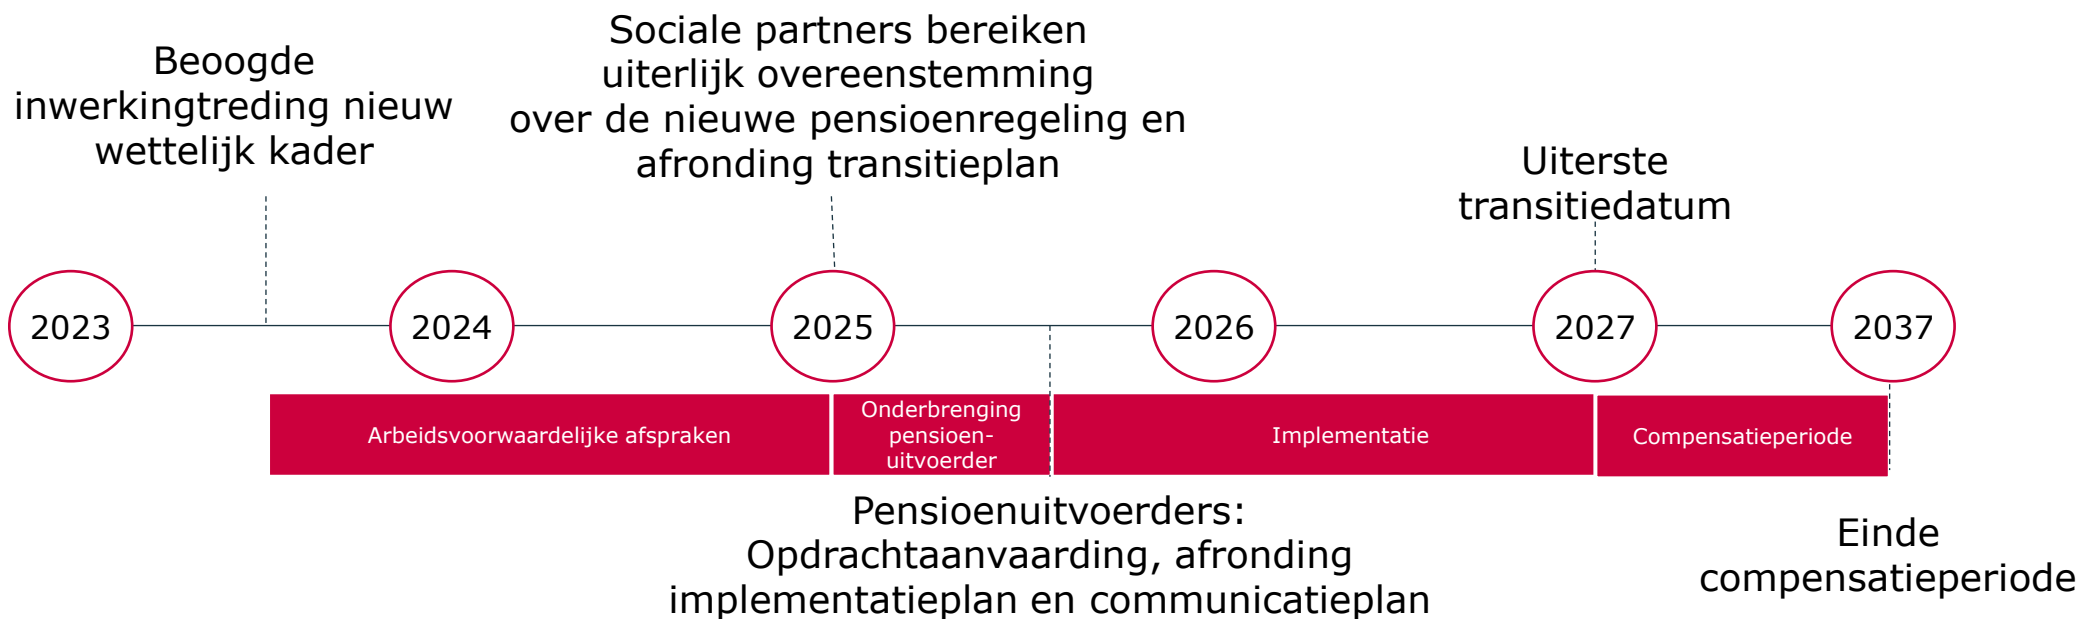 Beoogde
inwerkingtreding nieuw
wettelijk kader
Sociale partners bereiken
uiterlijk overeenstemming
over de nieuwe pensioenregeling en
afronding transitieplan
Uiterste
transitiedatum
2023
2024
2025
2026
2027
2037
Arbeidsvoorwaardelijke afspraken
Onderbrenging
pensioen-
uitvoerder
Implementatie
Compensatieperiode
Pensioenuitvoerders:
Opdrachtaanvaarding, afronding
implementatieplan en communicatieplan
Einde
compensatieperiode